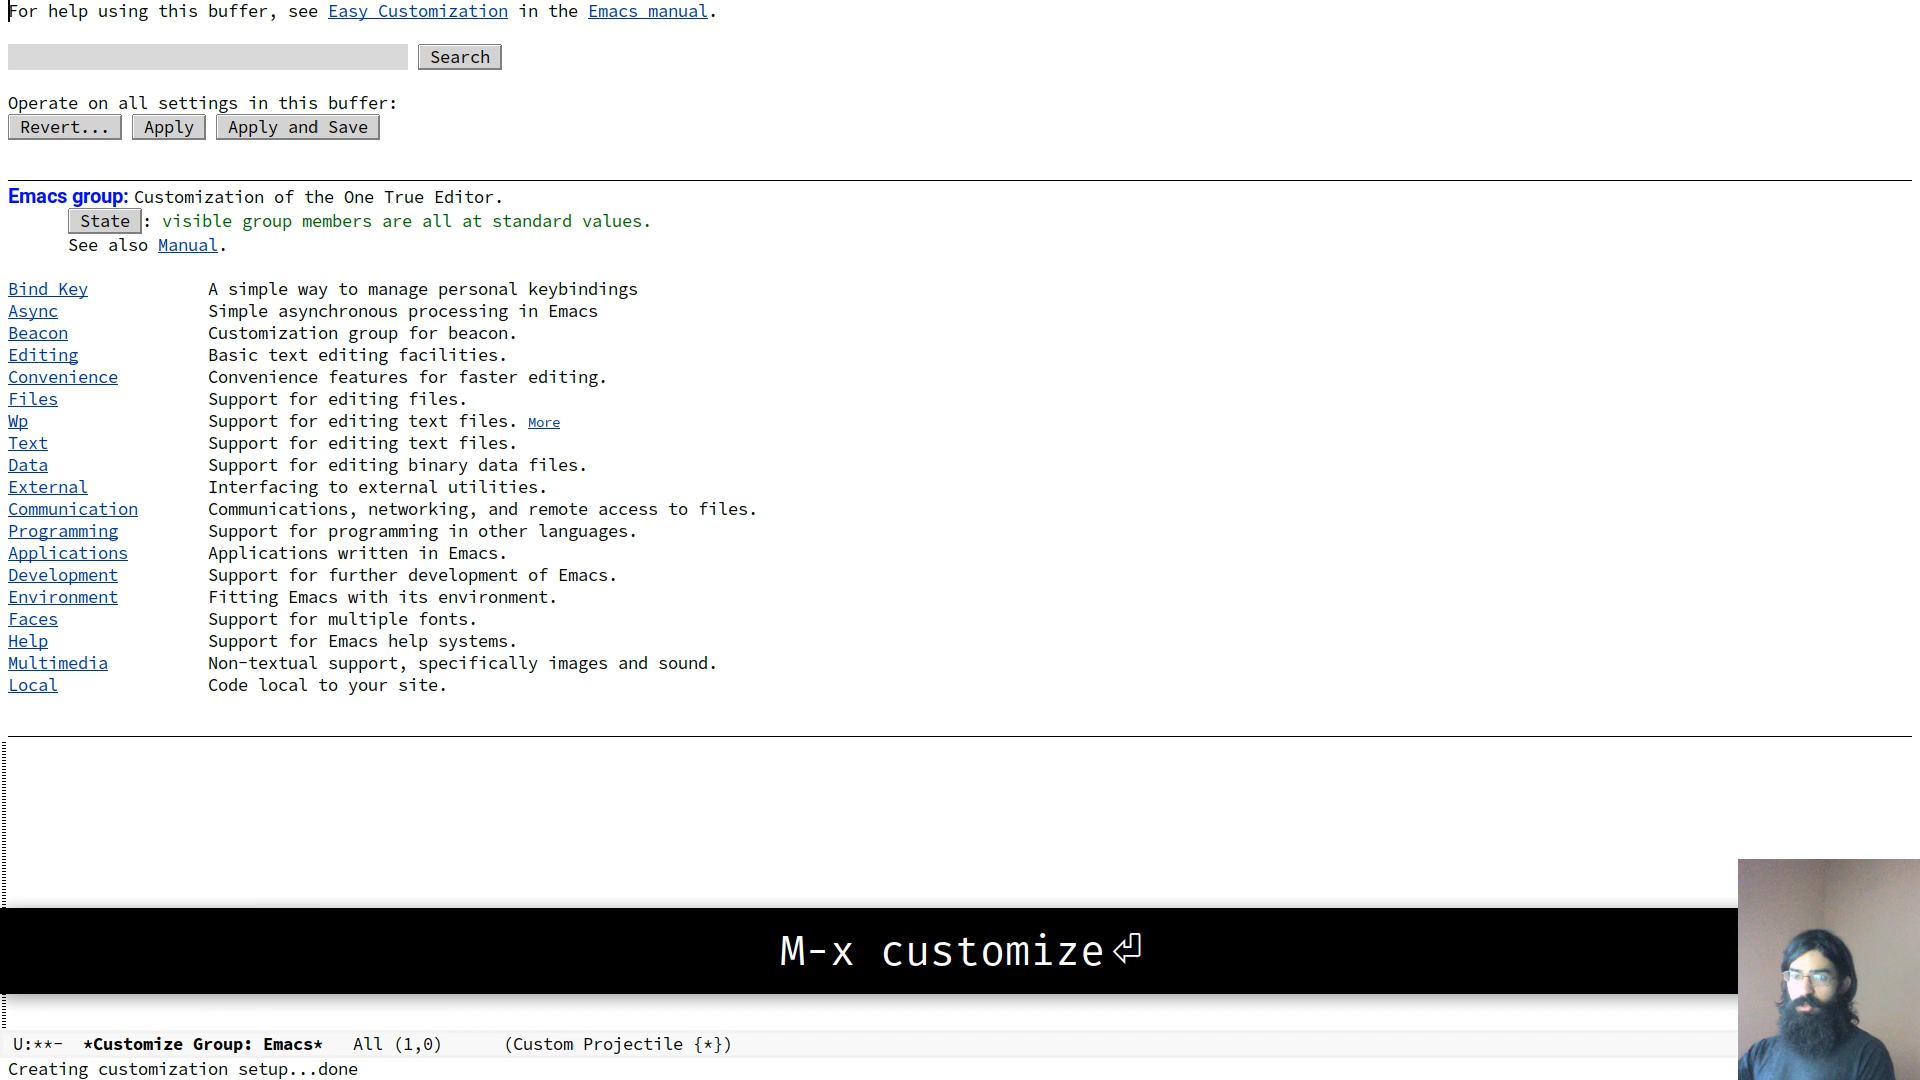 For help using this buffer, see Easy Customization in the Emacs manual.
Search
Operate on all settings in this buffer:
Revert... Apply Apply and Save
Emacs group: Customization of the One True Editor.
State : visible group members are all at standard values.
See also Manual.
Bind Key A simple way to manage personal keybindings
Async Simple asynchronous processing in Emacs
Beacon Customization group for beacon.
Editing Basic text editing facilities.
Convenience Convenience features for faster editing.
Files Support for editing files.
Wp Support for editing text files. More
Text Support for editing text files.
Data Support for editing binary data files.
External Interfacing to external utilities.
Communication Communications, networking, and remote access to files.
Programming Support for programming in other languages.
Applications Applications written in Emacs.
Development Support for further development of Emacs.
Environment Fitting Emacs with its environment.
Faces Support for multiple fonts.
Help Support for Emacs help systems.
Multimedia Non-textual support, specifically images and sound.
Local Code local to your site.
M-x customize⏎
U:**- *Customize Group: Emacs* All (1,0) (Custom Projectile {*})
Creating customization setup...done